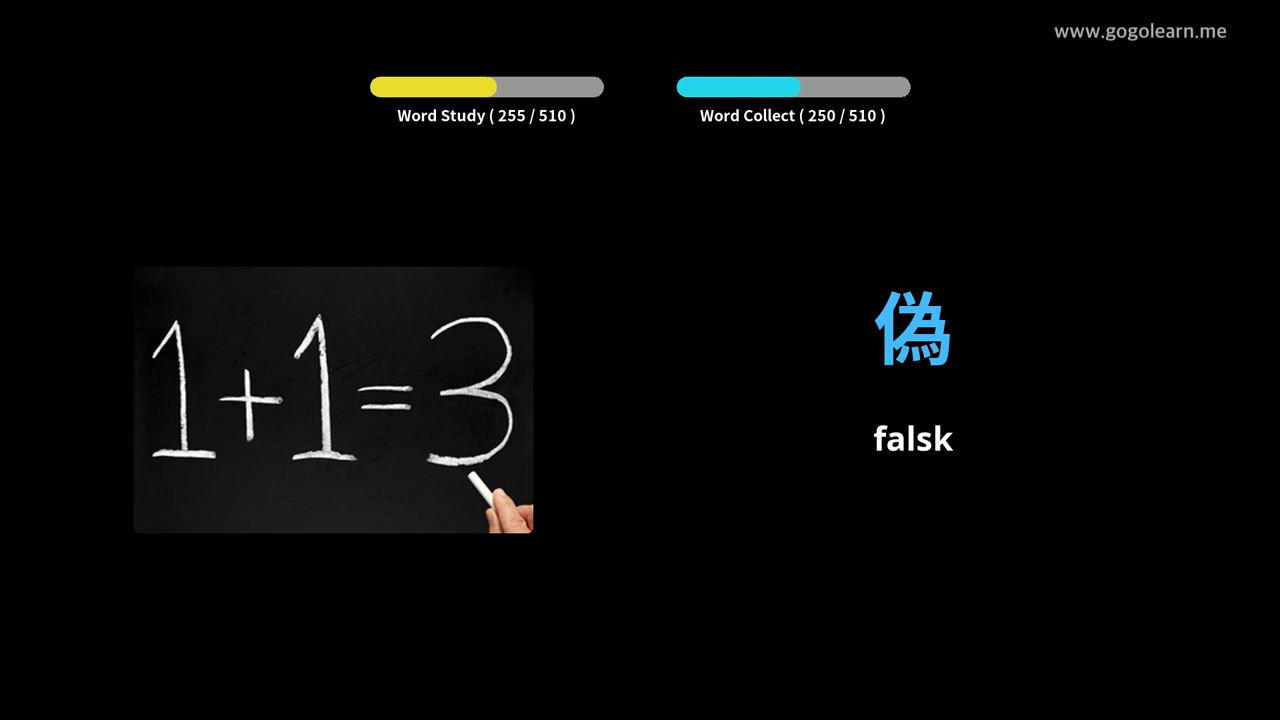 www.gogolearn.me
Word Study ( 255 / 510 )
Word Collect ( 250 / 510 )
1+1=3
偽
falsk